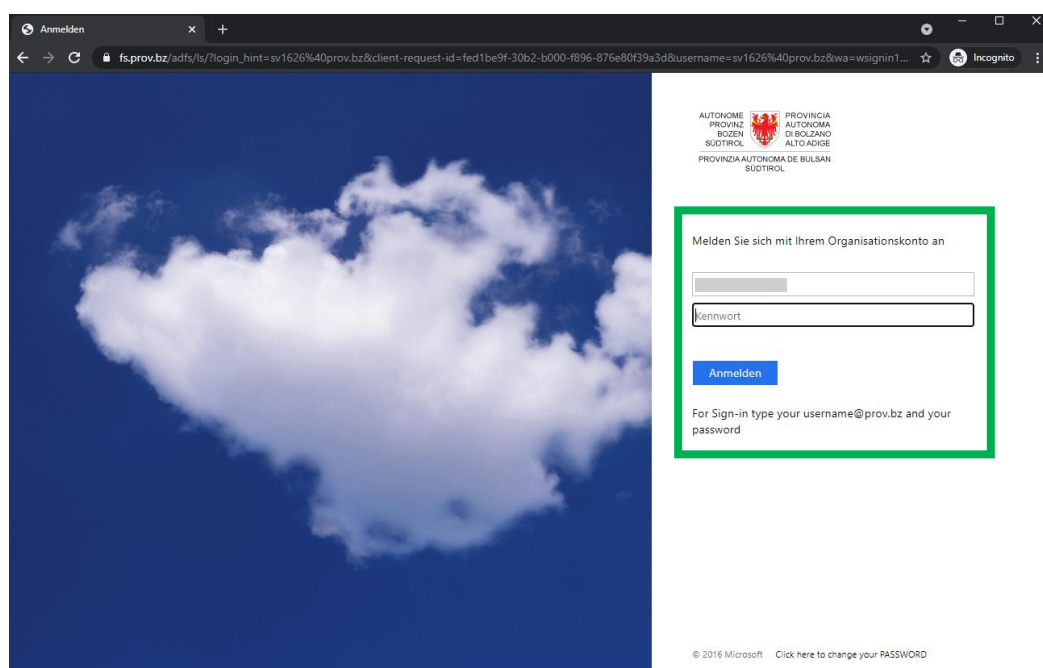 Anmelden
fs.prov.bz/adfs/ls/?login_hint=sv1626%40prov.bz&client-request-id=fed1be9f-30b2-b000-f896-876e80f39a3d&username=sv1626%40prov.bz&wa=wsignin1...
Incognito
AUTONOME PROVINZ BOZEN SÜDTIROL
PROVINCIA AUTONOMA DI BOLZANO ALTO ADIGE
PROVINZIA AUTONOMA DE BULSAN
SÜDTIROL
Melden Sie sich mit Ihrem Organisationskonto an
Kennwort
Anmelden
For Sign-in type your username@prov.bz and your
password
© 2016 Microsoft Click here to change your PASSWORD